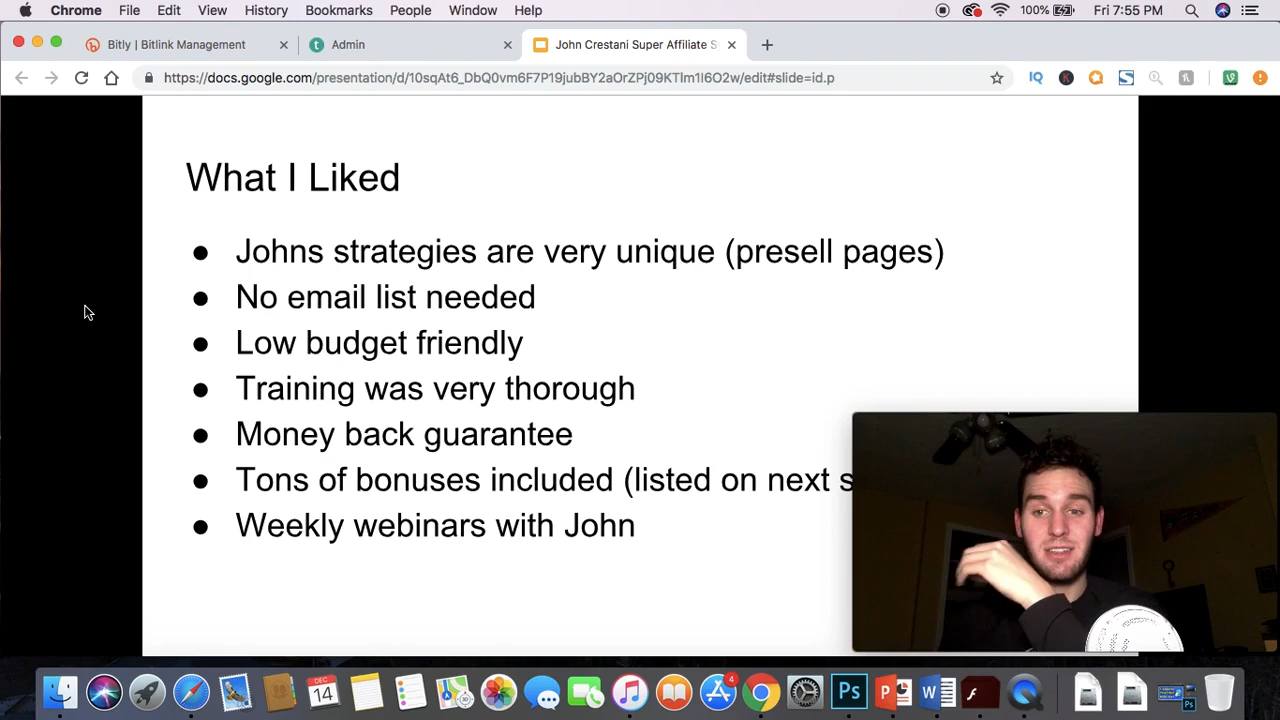 Chrome File Edit View History Bookmarks People Window Help 100% Fri 7:55 PM
Bitly | Bitlink Management Admin John Crestani Super Affiliate S
https://docs.google.com/presentation/d/10sqAt6_DbQ0vm6F7P19jubBY2aOrZPj09KTIm1I6O2w/edit#slide=id.p
What I Liked
● Johns strategies are very unique (presell pages)
● No email list needed
● Low budget friendly
● Training was very thorough
● Money back guarantee
● Tons of bonuses included (listed on next s
● Weekly webinars with John
DEC
14
4